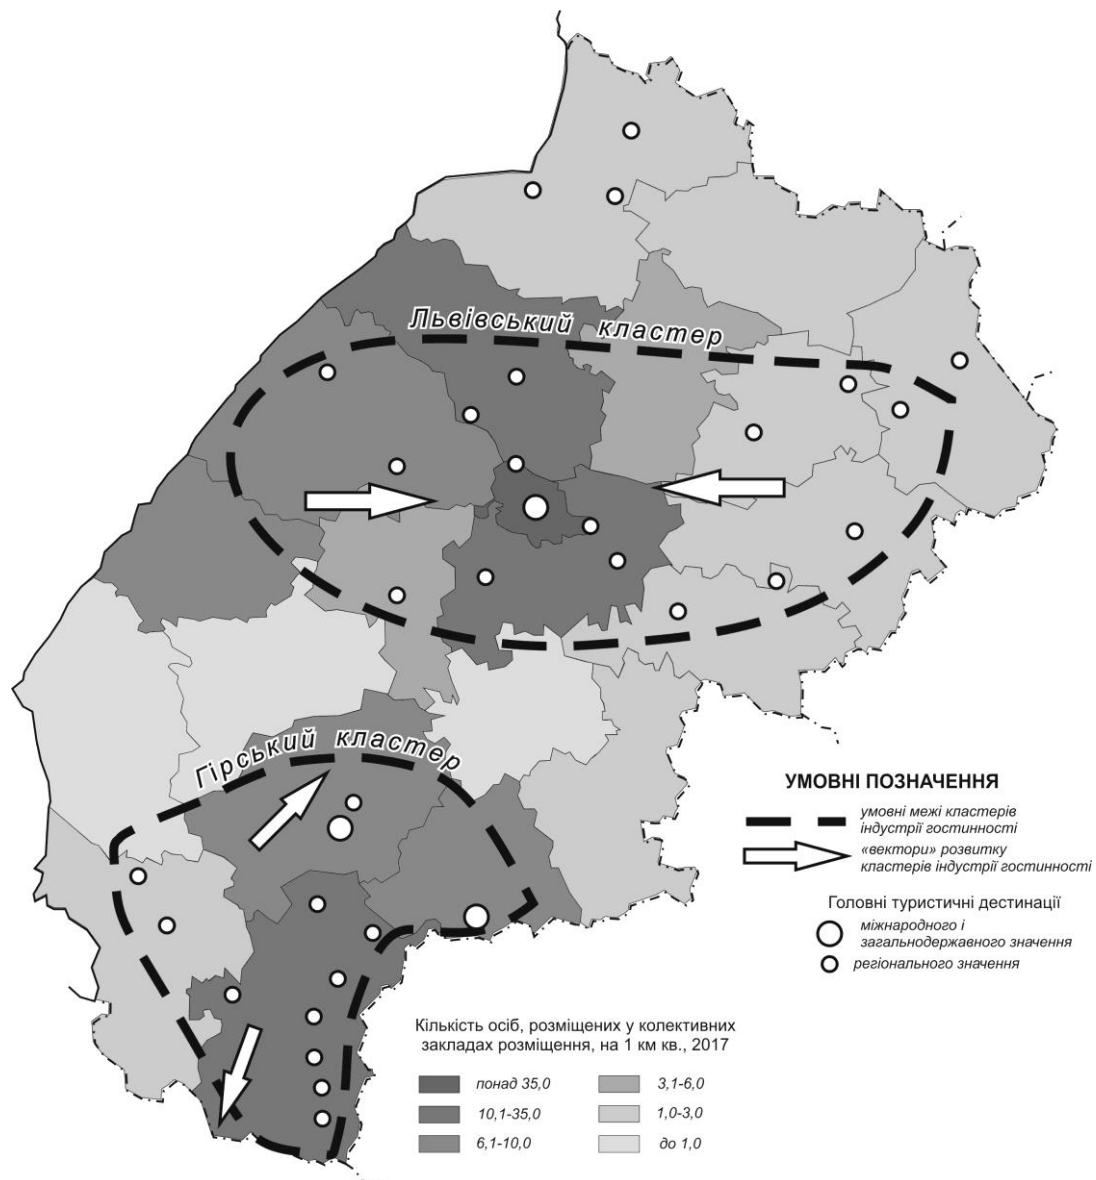 Львівський кластер
Гірський кластер
УМОВНІ ПОЗНАЧЕННЯ
умовні межі кластерів
індустрії гостинності
«вектори» розвитку
кластерів індустрії гостинності
Головні туристичні дестинації
міжнародного і
загальнодержавного значення
регіонального значення
Кількість осіб, розміщених у колективних
закладах розміщення, на 1 км кв., 2017
понад 35,0
3,1-6,0
10,1-35,0
1,0-3,0
6,1-10,0
до 1,0